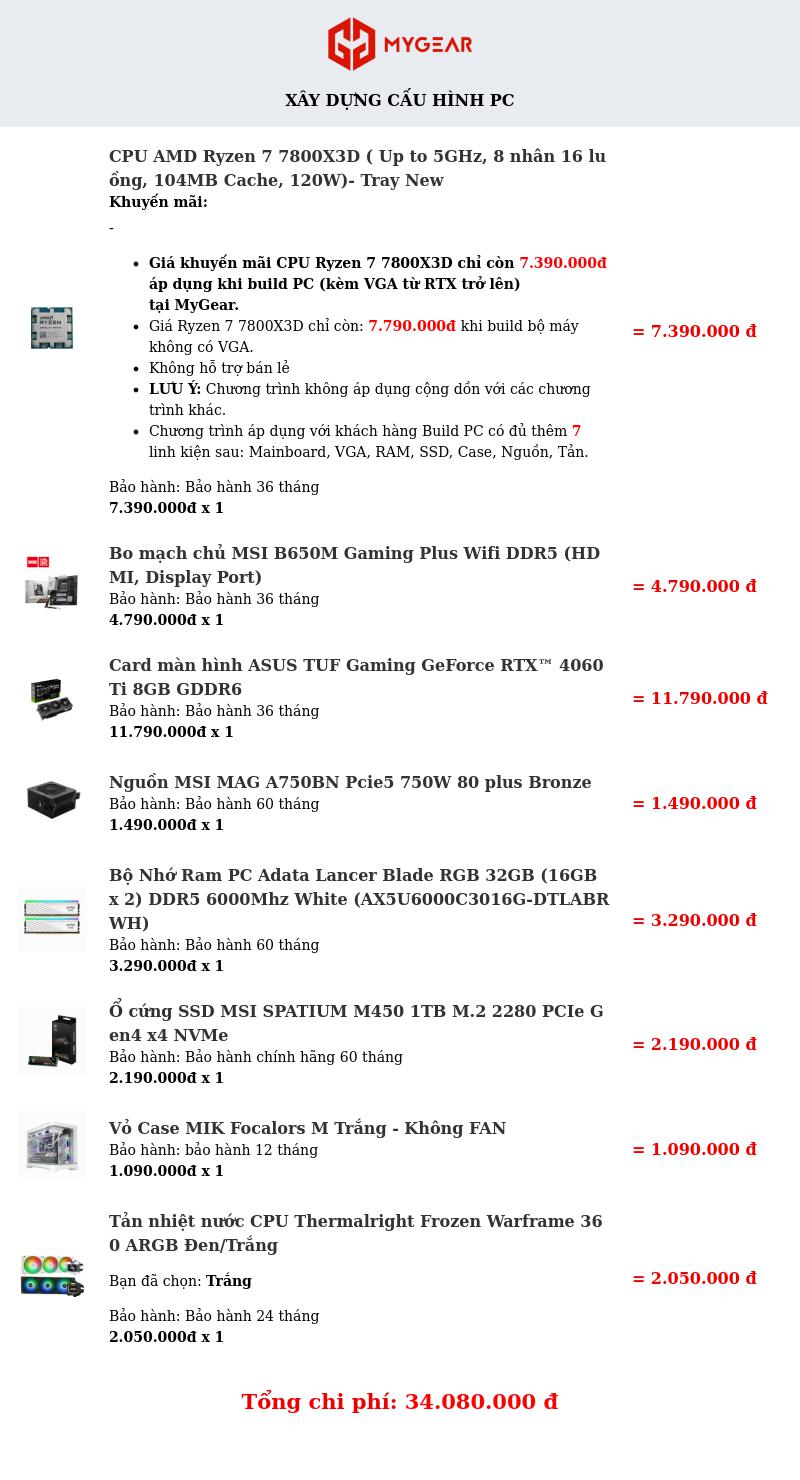 MYGEAR
XÂY DỰNG CẤU HÌNH PC
CPU AMD Ryzen 7 7800X3D ( Up to 5GHz, 8 nhân 16 lu
ồng, 104MB Cache, 120W)- Tray New
Khuyến mãi:
-
• Giá khuyến mãi CPU Ryzen 7 7800X3D chỉ còn 7.390.000đ
áp dụng khi build PC (kèm VGA từ RTX trở lên)
tại MyGear.
• Giá Ryzen 7 7800X3D chỉ còn: 7.790.000đ khi build bộ máy
không có VGA.
• Không hỗ trợ bán lẻ
• LƯU Ý: Chương trình không áp dụng cộng dồn với các chương
trình khác.
• Chương trình áp dụng với khách hàng Build PC có đủ thêm 7
linh kiện sau: Mainboard, VGA, RAM, SSD, Case, Nguồn, Tản.
Bảo hành: Bảo hành 36 tháng
7.390.000đ x 1
= 7.390.000 đ
Bo mạch chủ MSI B650M Gaming Plus Wifi DDR5 (HD
MI, Display Port)
Bảo hành: Bảo hành 36 tháng
4.790.000đ x 1
= 4.790.000 đ
Card màn hình ASUS TUF Gaming GeForce RTX™ 4060
Ti 8GB GDDR6
Bảo hành: Bảo hành 36 tháng
11.790.000đ x 1
= 11.790.000 đ
Nguồn MSI MAG A750BN Pcie5 750W 80 plus Bronze
Bảo hành: Bảo hành 60 tháng
1.490.000đ x 1
= 1.490.000 đ
Bộ Nhớ Ram PC Adata Lancer Blade RGB 32GB (16GB
x 2) DDR5 6000Mhz White (AX5U6000C3016G-DTLABR
WH)
Bảo hành: Bảo hành 60 tháng
3.290.000đ x 1
= 3.290.000 đ
Ổ cứng SSD MSI SPATIUM M450 1TB M.2 2280 PCIe G
en4 x4 NVMe
Bảo hành: Bảo hành chính hãng 60 tháng
2.190.000đ x 1
= 2.190.000 đ
Vỏ Case MIK Focalors M Trắng - Không FAN
Bảo hành: bảo hành 12 tháng
1.090.000đ x 1
= 1.090.000 đ
Tản nhiệt nước CPU Thermalright Frozen Warframe 36
0 ARGB Đen/Trắng
Bạn đã chọn: Trắng
Bảo hành: Bảo hành 24 tháng
2.050.000đ x 1
= 2.050.000 đ
Tổng chi phí: 34.080.000 đ